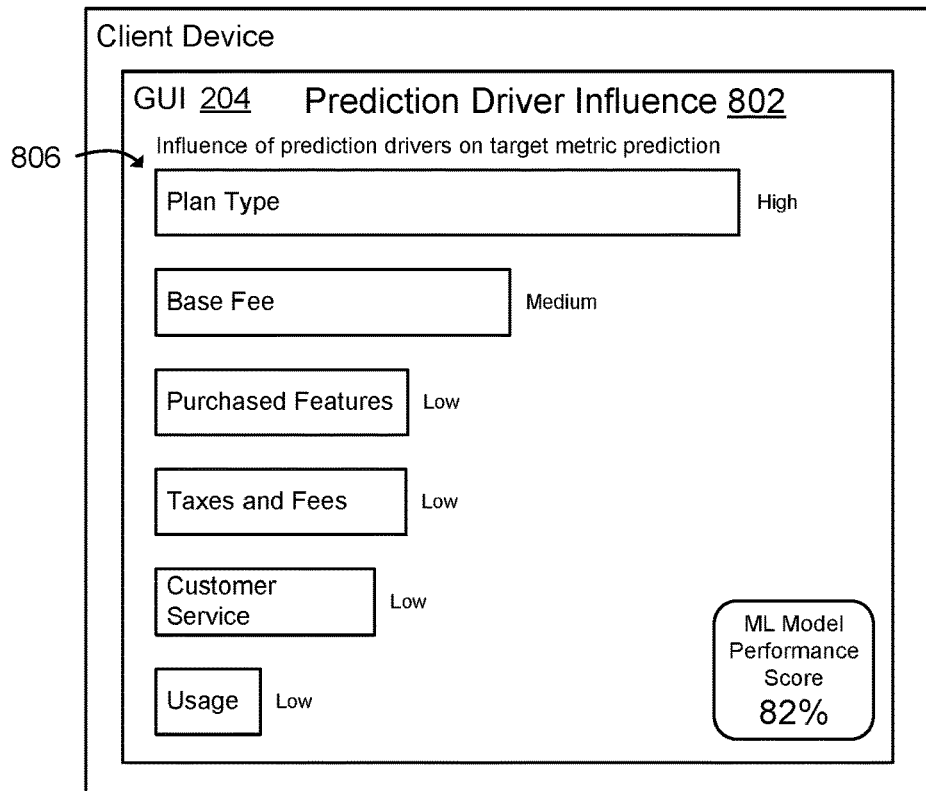 Client Device
GUI 204
Prediction Driver Influence 802
806
Influence of prediction drivers on target metric prediction
Plan Type
High
Base Fee
Medium
Purchased Features
Low
Taxes and Fees
Low
Customer
Service
Low
Usage
Low
ML Model
Performance
Score
82%